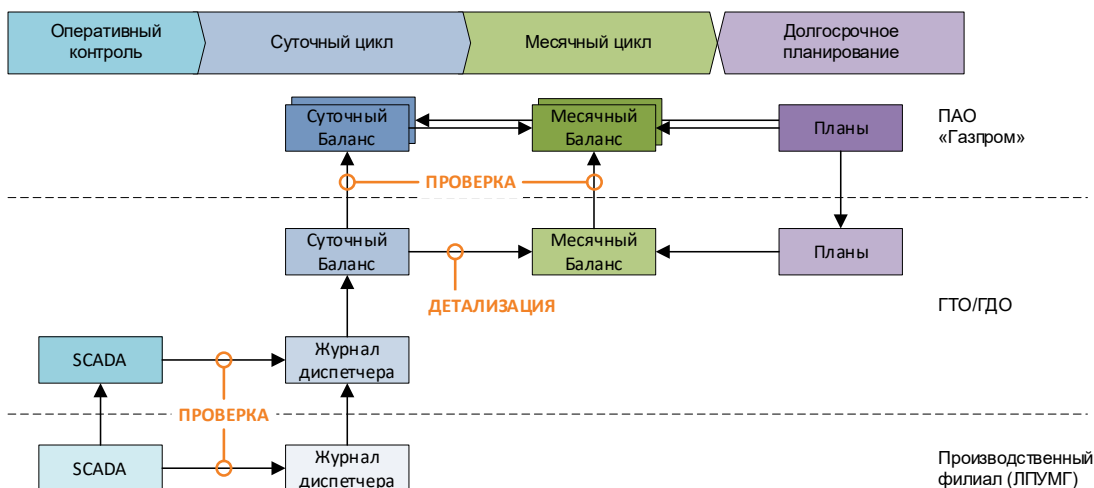 Оперативный
контроль
Суточный цикл
Месячный цикл
Долгосрочное
планирование
Суточный
Баланс
Месячный
Баланс
Планы
ПАО
«Газпром»
ПРОВЕРКА
Суточный
Баланс
Месячный
Баланс
Планы
ДЕТАЛИЗАЦИЯ
ГТО/ГДО
SCADA
Журнал
диспетчера
ПРОВЕРКА
SCADA
Журнал
диспетчера
Производственный
филиал (ЛПУМГ)